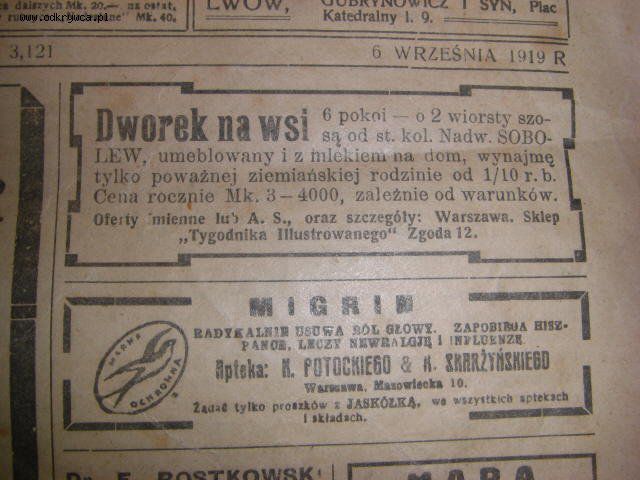 dalszych Mk. 20.— na ostat.
Mk. 40.
www.odkrywca.pl
LWÓW,
GUBRYNOWICZ I SYN, Plac
Katedralny l. 9.
3,121
6 WRZEŚNIA 1919 R
Dworek na wsi 6 pokoi — o 2 wiorsty szo-
są od st. kol. Nadw. SOBO-
LEW, umeblowany i z mlekiem na dom, wynajmę
tylko poważnej ziemiańskiej rodzinie od 1/10 r. b.
Cena rocznie Mk. 3—4000, zależnie od warunków.
Oferty imienne lub A. S., oraz szczegóły: Warszawa. Sklep
„Tygodnika Illustrowanego" Zgoda 12.
MIGRIN
RADYKALNIE USUWA BÓL GŁOWY. ZAPOBIEGA HISZ-
PANCE, LECZY NEWRALGJĘ I INFLUENZĘ
Apteka: K. POTOCKIEGO & K. SKARŻYŃSKIEGO
Warszawa, Mazowiecka 10.
Żądać tylko proszków z JASKÓŁKĄ, we wszystkich aptekach
i składach.
MARKA
OCHRONNA
Dr. F. ROSTKOWSKI
MARA